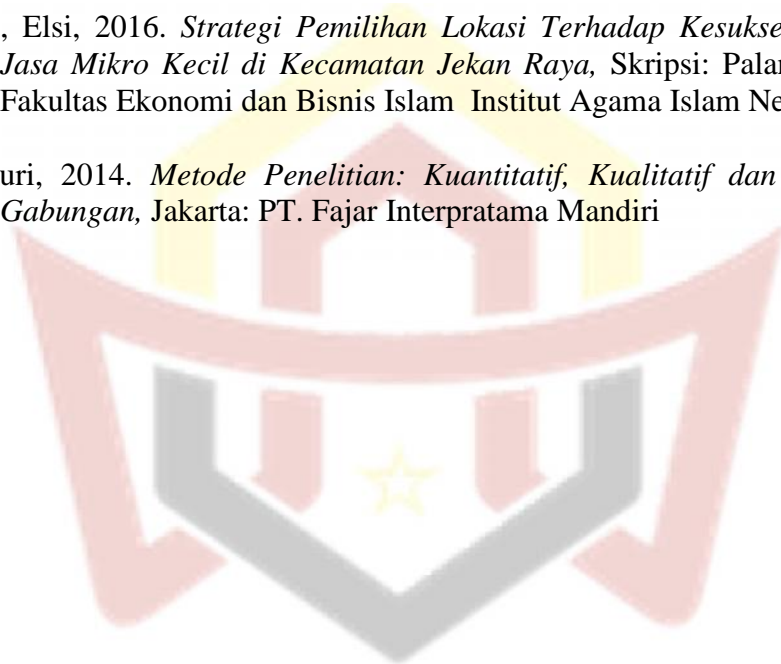 , Elsi, 2016. Strategi Pemilihan Lokasi Terhadap Kesukse
Jasa Mikro Kecil di Kecamatan Jekan Raya, Skripsi: Palan
Fakultas Ekonomi dan Bisnis Islam Institut Agama Islam Ne
uri, 2014. Metode Penelitian: Kuantitatif, Kualitatif dan
Gabungan, Jakarta: PT. Fajar Interpratama Mandiri